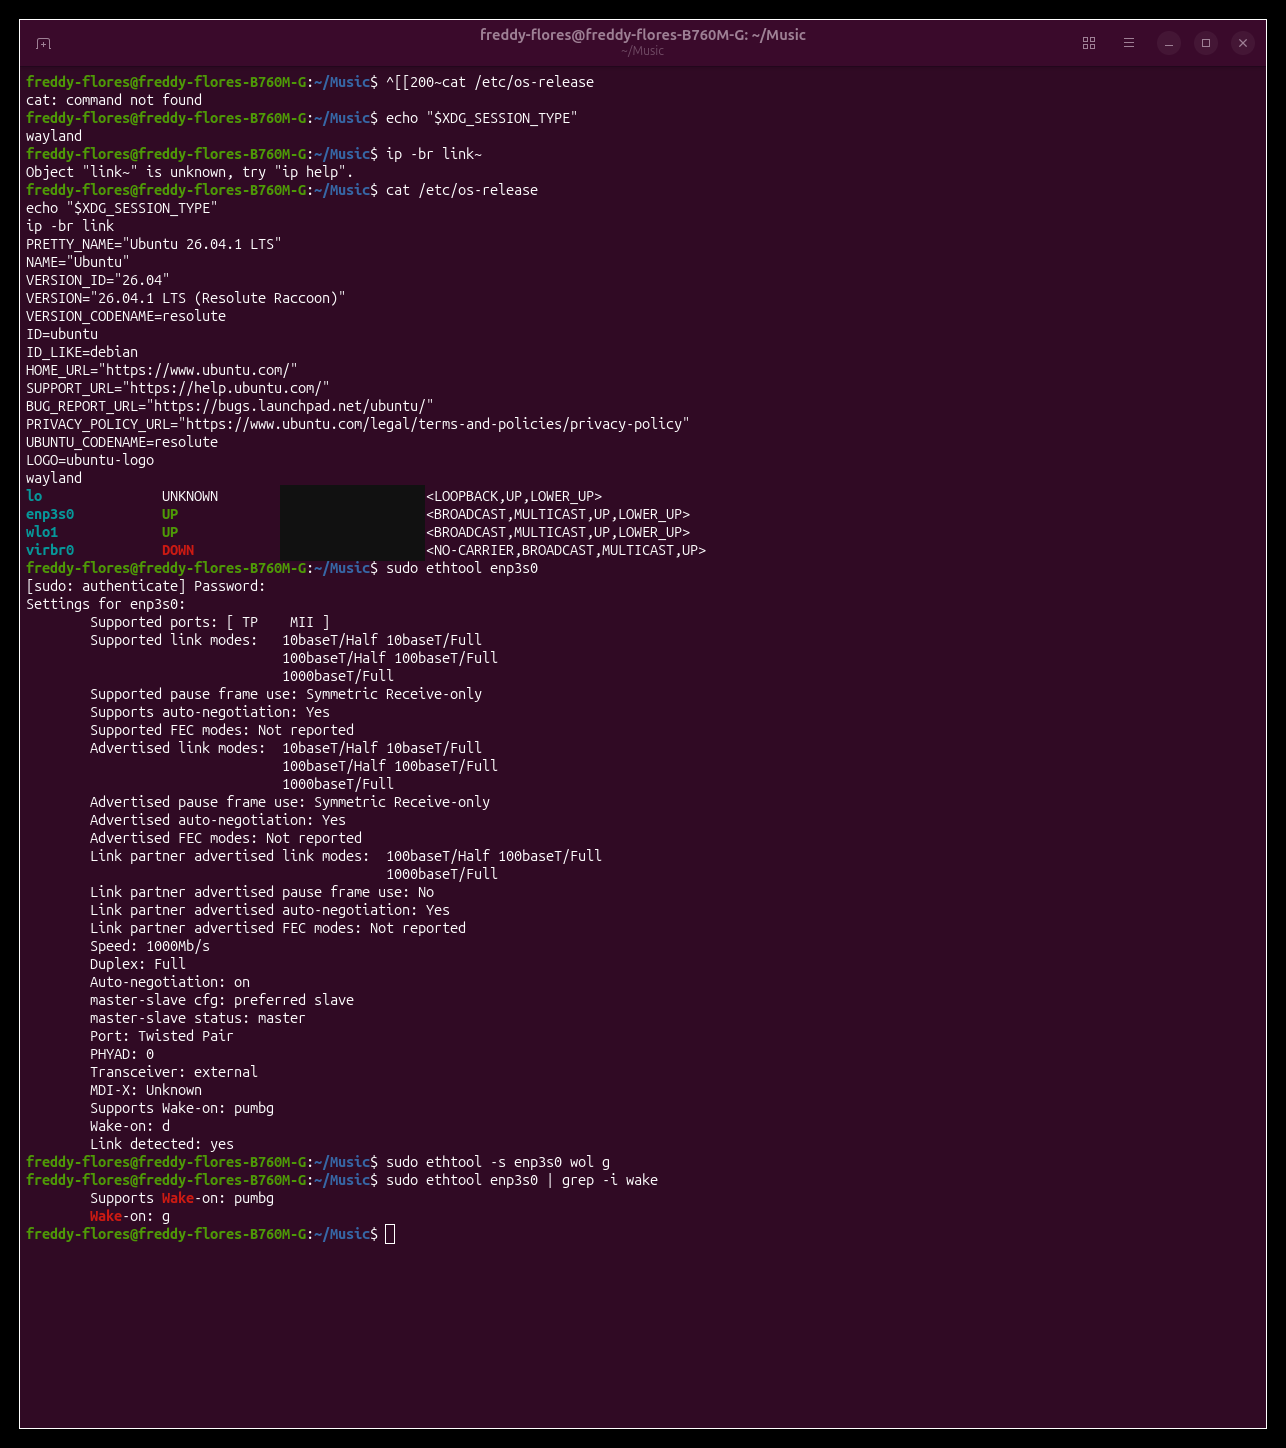 freddy-flores@freddy-flores-B760M-G: ~/Music
~/Music
freddy-flores@freddy-flores-B760M-G:~/Music$ ^[[200~cat /etc/os-release
cat: command not found
freddy-flores@freddy-flores-B760M-G:~/Music$ echo "$XDG_SESSION_TYPE"
wayland
freddy-flores@freddy-flores-B760M-G:~/Music$ ip -br link~
Object "link~" is unknown, try "ip help".
freddy-flores@freddy-flores-B760M-G:~/Music$ cat /etc/os-release
echo "$XDG_SESSION_TYPE"
ip -br link
PRETTY_NAME="Ubuntu 26.04.1 LTS"
NAME="Ubuntu"
VERSION_ID="26.04"
VERSION="26.04.1 LTS (Resolute Raccoon)"
VERSION_CODENAME=resolute
ID=ubuntu
ID_LIKE=debian
HOME_URL="https://www.ubuntu.com/"
SUPPORT_URL="https://help.ubuntu.com/"
BUG_REPORT_URL="https://bugs.launchpad.net/ubuntu/"
PRIVACY_POLICY_URL="https://www.ubuntu.com/legal/terms-and-policies/privacy-policy"
UBUNTU_CODENAME=resolute
LOGO=ubuntu-logo
wayland
lo UNKNOWN <LOOPBACK,UP,LOWER_UP>
enp3s0 UP <BROADCAST,MULTICAST,UP,LOWER_UP>
wlo1 UP <BROADCAST,MULTICAST,UP,LOWER_UP>
virbr0 DOWN <NO-CARRIER,BROADCAST,MULTICAST,UP>
freddy-flores@freddy-flores-B760M-G:~/Music$ sudo ethtool enp3s0
[sudo: authenticate] Password:
Settings for enp3s0:
Supported ports: [ TP MII ]
Supported link modes: 10baseT/Half 10baseT/Full
100baseT/Half 100baseT/Full
1000baseT/Full
Supported pause frame use: Symmetric Receive-only
Supports auto-negotiation: Yes
Supported FEC modes: Not reported
Advertised link modes: 10baseT/Half 10baseT/Full
100baseT/Half 100baseT/Full
1000baseT/Full
Advertised pause frame use: Symmetric Receive-only
Advertised auto-negotiation: Yes
Advertised FEC modes: Not reported
Link partner advertised link modes: 100baseT/Half 100baseT/Full
1000baseT/Full
Link partner advertised pause frame use: No
Link partner advertised auto-negotiation: Yes
Link partner advertised FEC modes: Not reported
Speed: 1000Mb/s
Duplex: Full
Auto-negotiation: on
master-slave cfg: preferred slave
master-slave status: master
Port: Twisted Pair
PHYAD: 0
Transceiver: external
MDI-X: Unknown
Supports Wake-on: pumbg
Wake-on: d
Link detected: yes
freddy-flores@freddy-flores-B760M-G:~/Music$ sudo ethtool -s enp3s0 wol g
freddy-flores@freddy-flores-B760M-G:~/Music$ sudo ethtool enp3s0 | grep -i wake
Supports Wake-on: pumbg
Wake-on: g
freddy-flores@freddy-flores-B760M-G:~/Music$